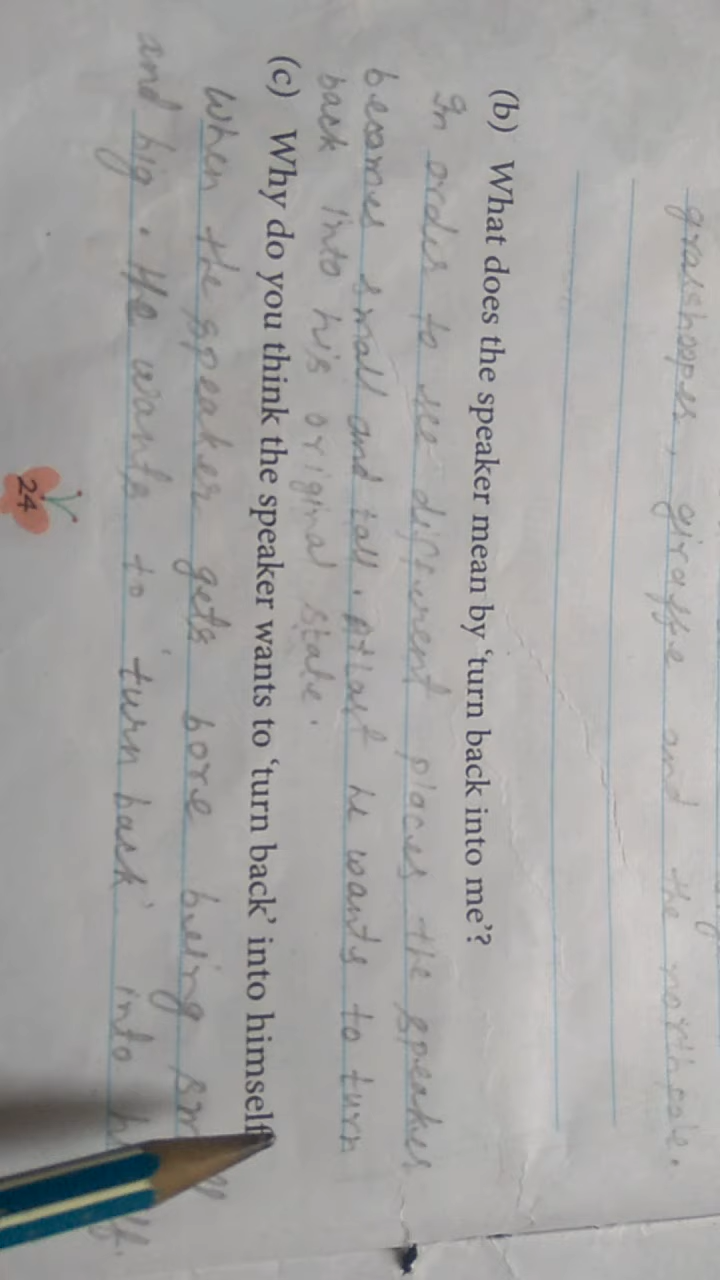 grasshopper, giraffe and the north pole.
(b) What does the speaker mean by 'turn back into me'?
In order to see different places the speaker
becomes small and tall. At last he wants to turn
back into his original state.
(c) Why do you think the speaker wants to 'turn back' into himself
When the speaker gets bore being
and big. He wants to 'turn back' into
24